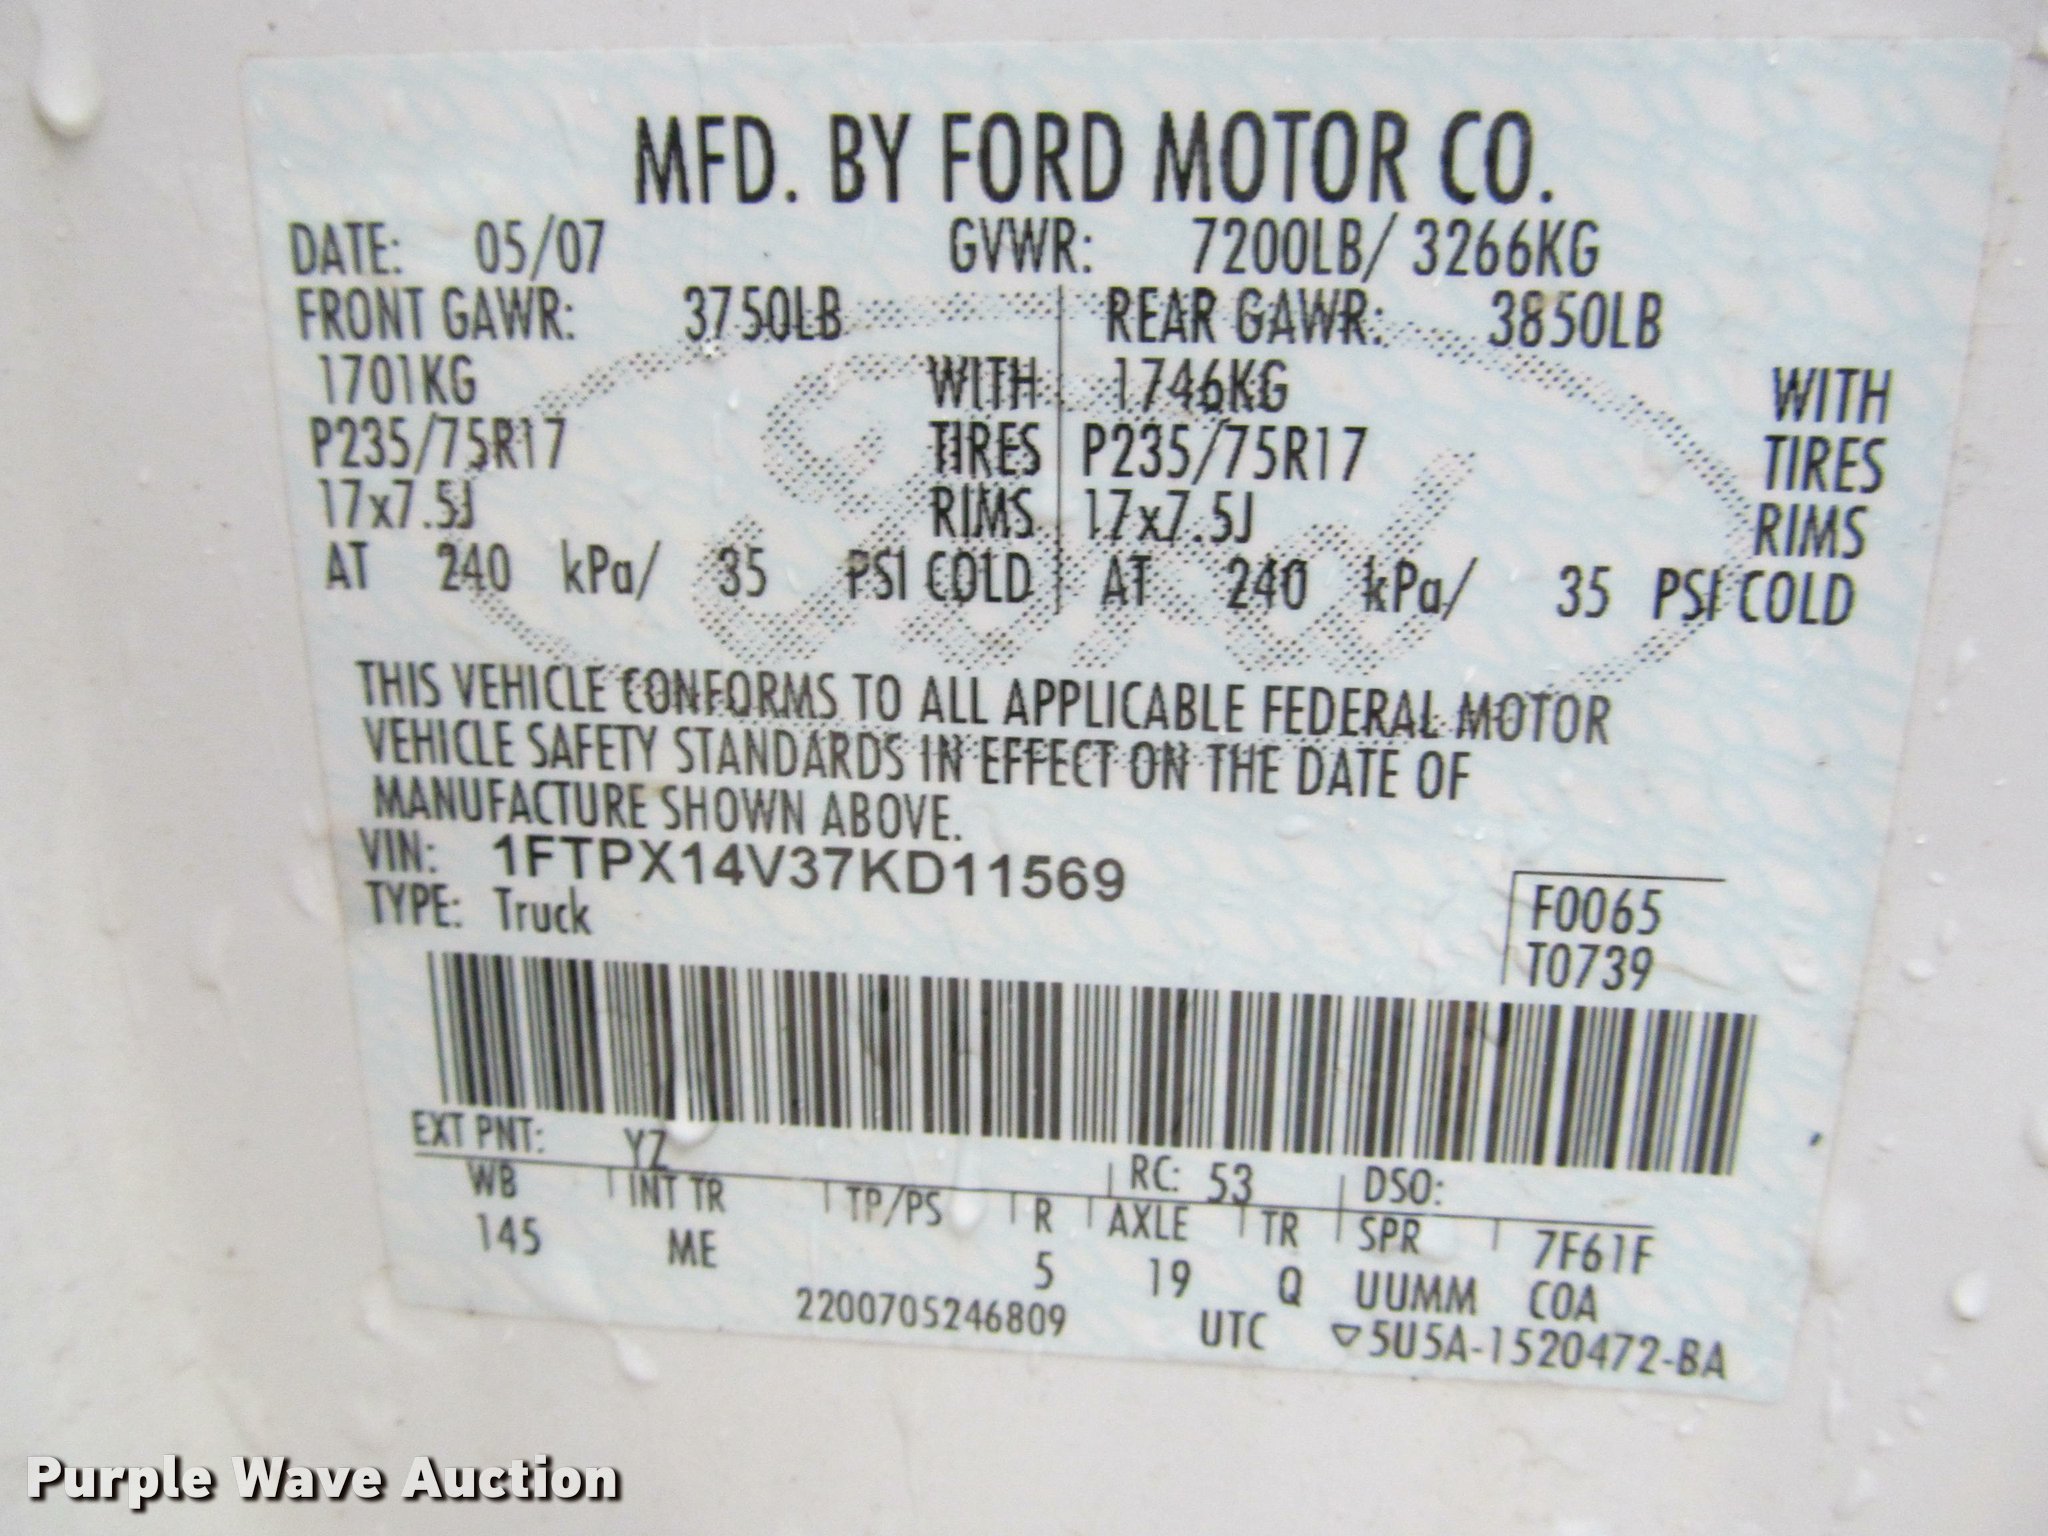 MFD. BY FORD MOTOR CO.
DATE: 05/07 GVWR: 7200LB/ 3266KG
FRONT GAWR: 3750LB REAR GAWR: 3850LB
1701KG WITH 1746KG WITH
P235/75R17 TIRES P235/75R17 TIRES
17x7.5J RIMS 17x7.5J RIMS
AT 240 kPa/ 35 PSI COLD AT 240 kPa/ 35 PSI COLD
THIS VEHICLE CONFORMS TO ALL APPLICABLE FEDERAL MOTOR
VEHICLE SAFETY STANDARDS IN EFFECT ON THE DATE OF
MANUFACTURE SHOWN ABOVE.
VIN: 1FTPX14V37KD11569
TYPE: Truck
F0065
T0739
EXT PNT: YZ RC: 53 DSO:
WB INT TR TP/PS R AXLE TR SPR 7F61F
145 ME 5 19 Q UUMM COA
2200705246809 UTC ▽5U5A-1520472-BA
Ford
Purple Wave Auction